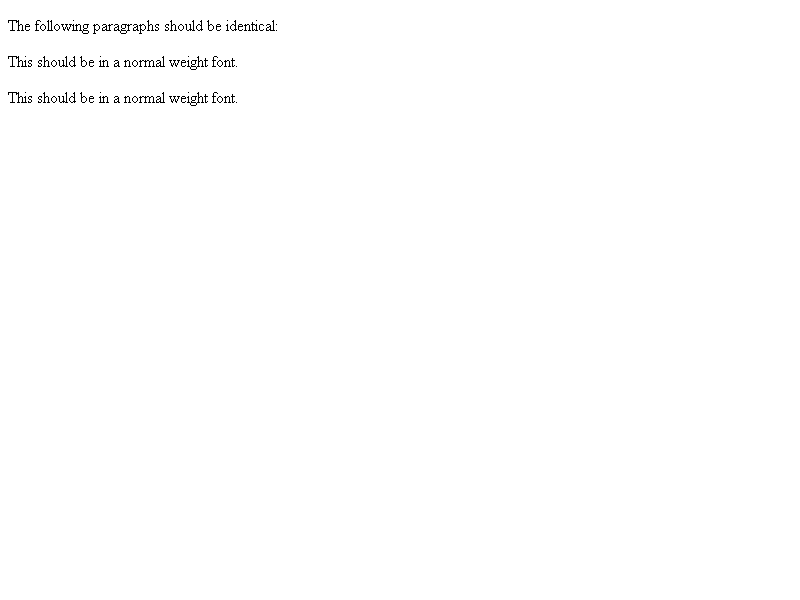 The following paragraphs should be identical:
This should be in a normal weight font.
This should be in a normal weight font.